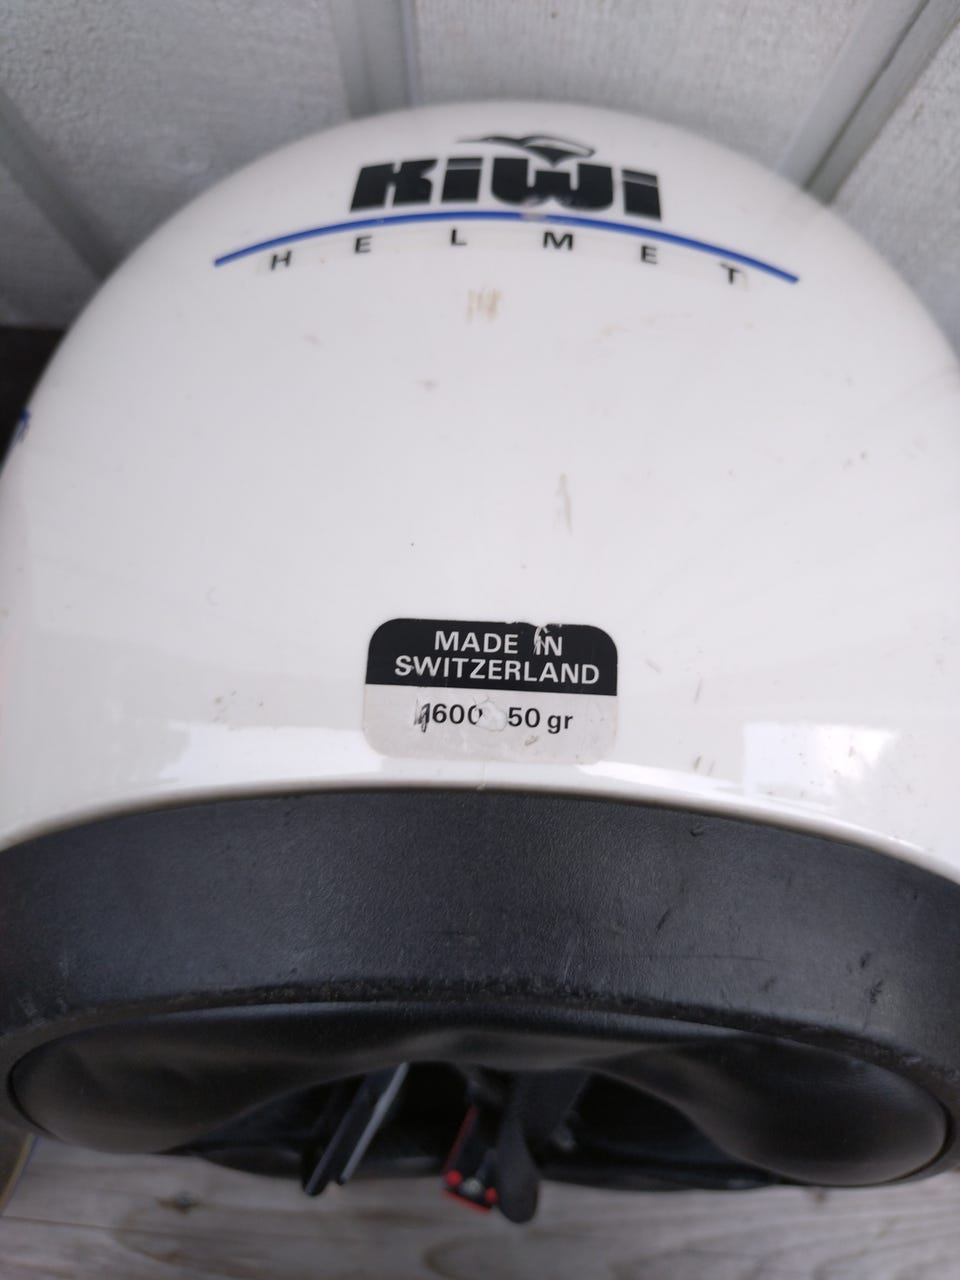 KiWi
HELMET
MADE IN
SWITZERLAND
1600 50 gr